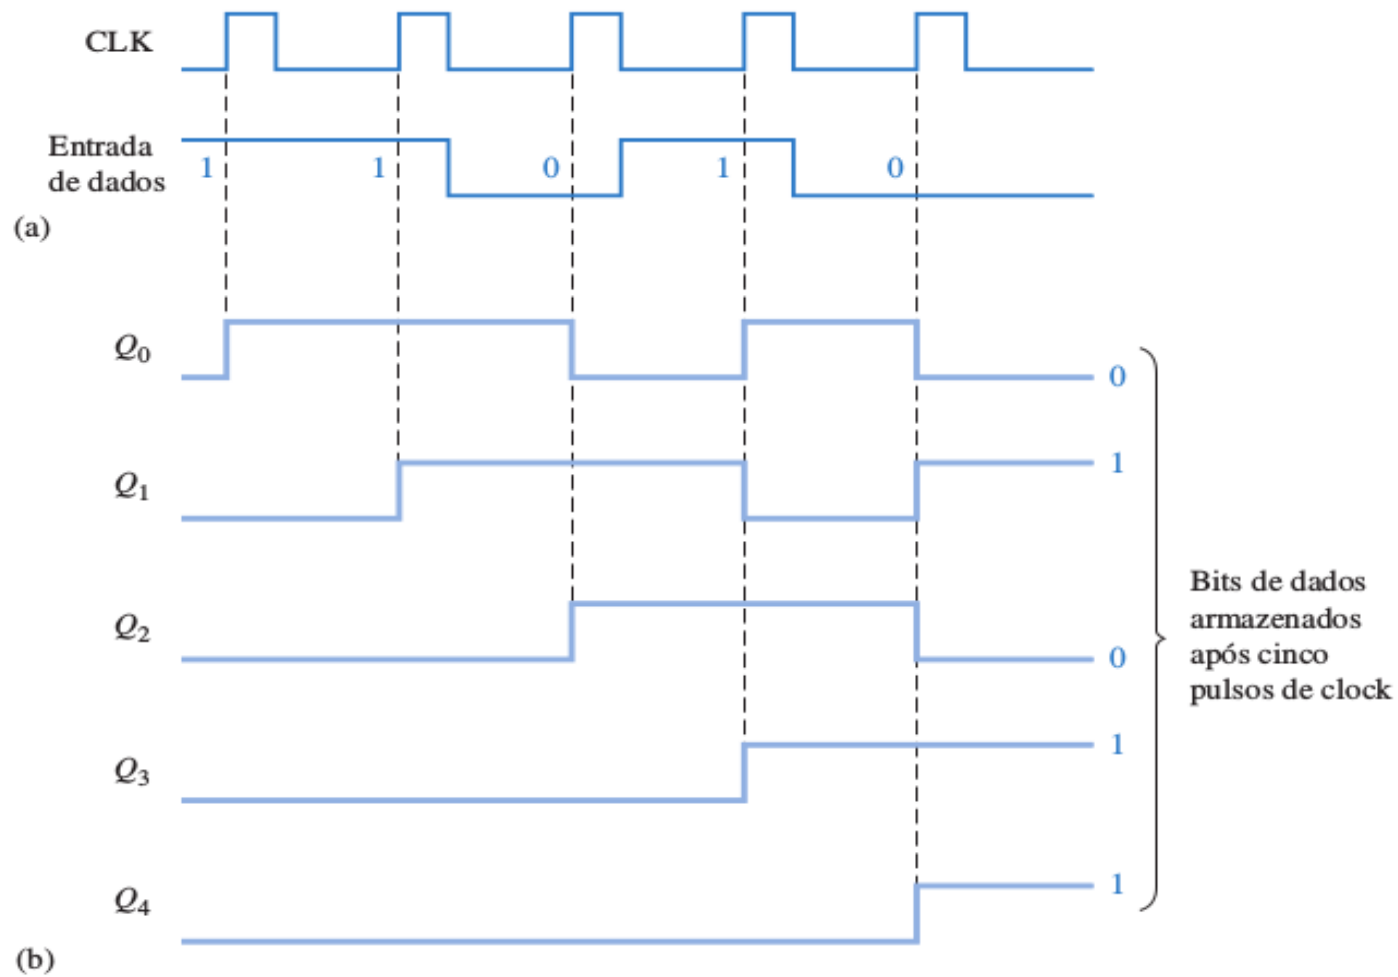 CLK
Entrada
de dados
1 1 0 1 0
(a)
Q0
0
Q1
1
Q2
0
Q3
1
Q4
1
Bits de dados
armazenados
após cinco
pulsos de clock
(b)